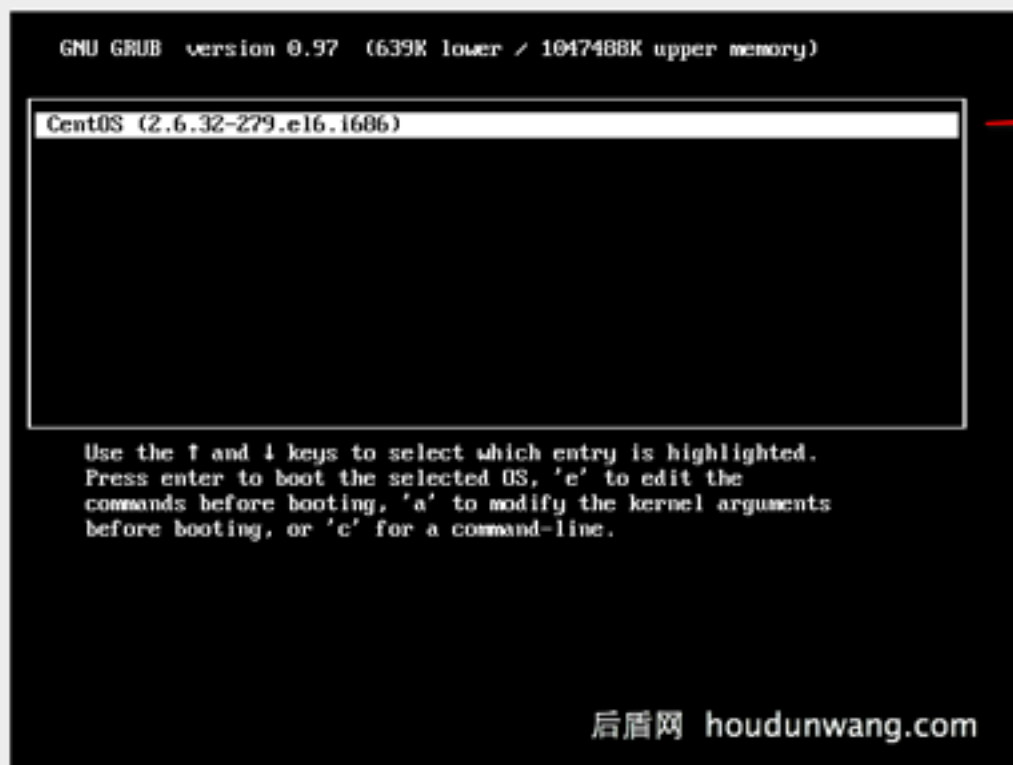 GNU GRUB version 0.97 (639K lower / 1047488K upper memory)
CentOS (2.6.32-279.el6.i686)
Use the ↑ and ↓ keys to select which entry is highlighted.
Press enter to boot the selected OS, 'e' to edit the
commands before booting, 'a' to modify the kernel arguments
before booting, or 'c' for a command-line.
后盾网 houdunwang.com